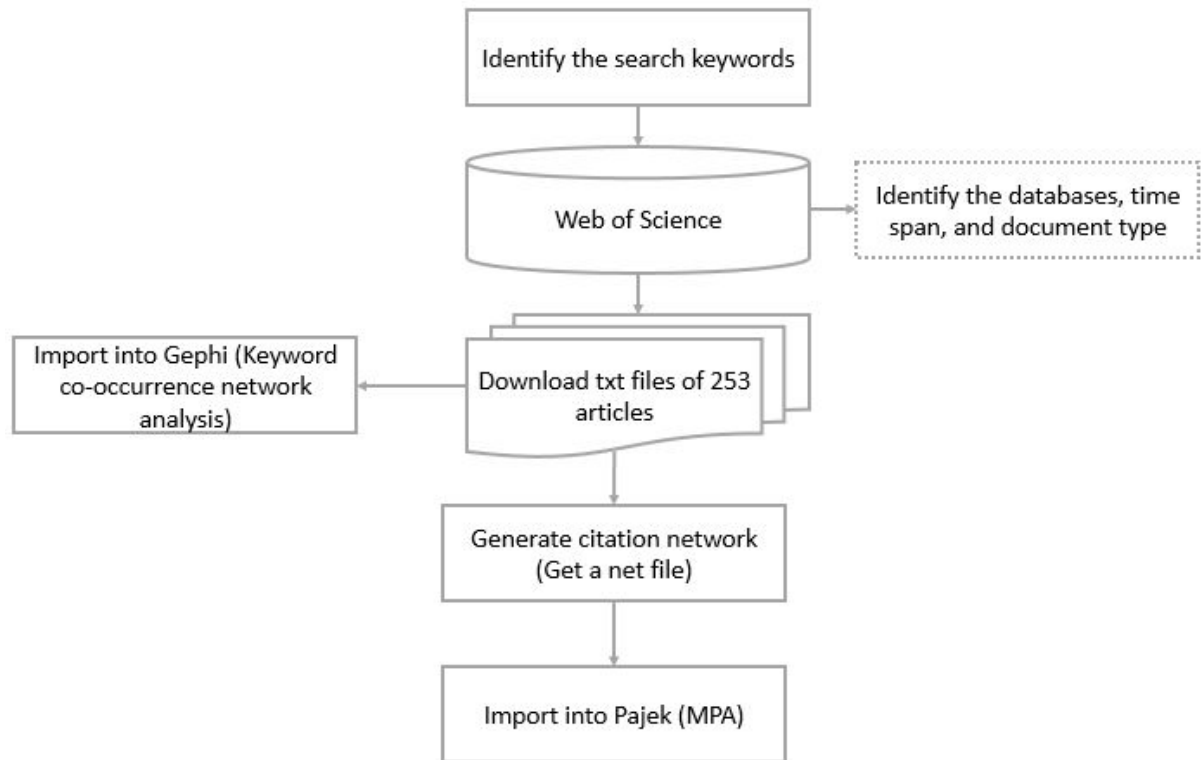 Identify the search keywords
Web of Science
Identify the databases, time
span, and document type
Import into Gephi (Keyword
co-occurrence network
analysis)
Download txt files of 253
articles
Generate citation network
(Get a net file)
Import into Pajek (MPA)